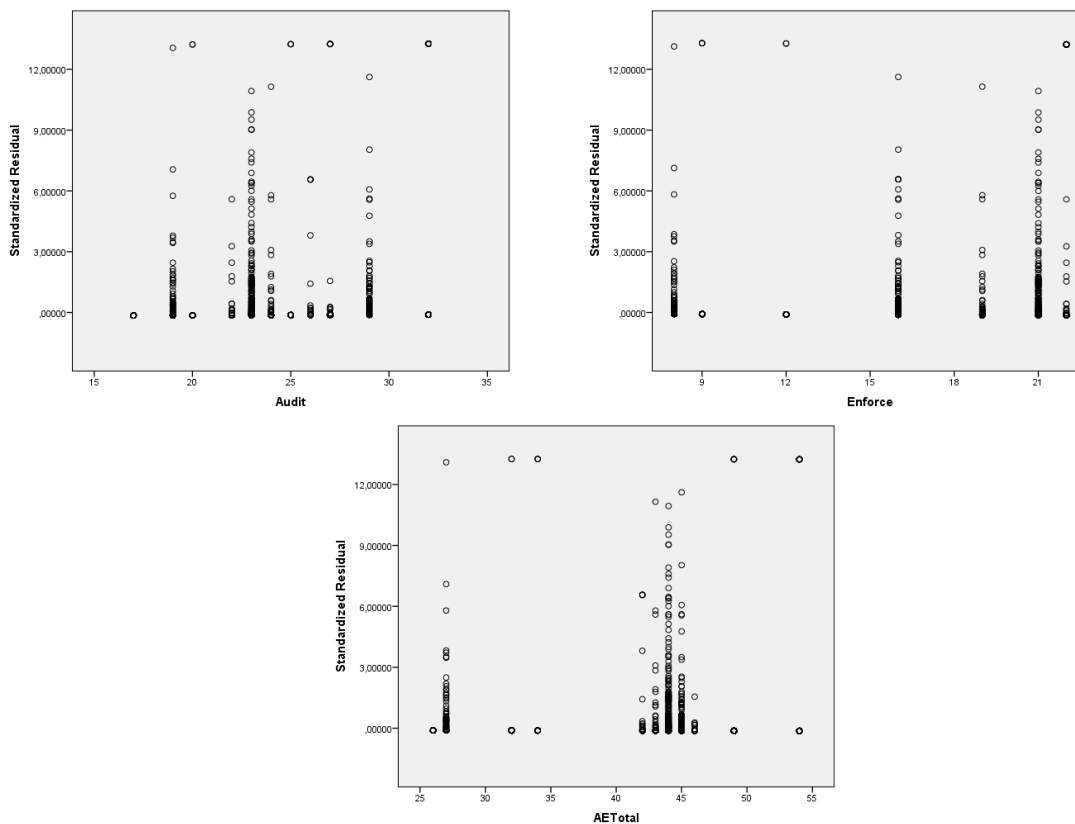 Standardized Residual
12,00000
9,00000
6,00000
3,00000
,00000
15 20 25 30 35
Audit
Standardized Residual
12,00000
9,00000
6,00000
3,00000
,00000
9 12 15 18 21
Enforce
Standardized Residual
12,00000
9,00000
6,00000
3,00000
,00000
25 30 35 40 45 50 55
AETotal